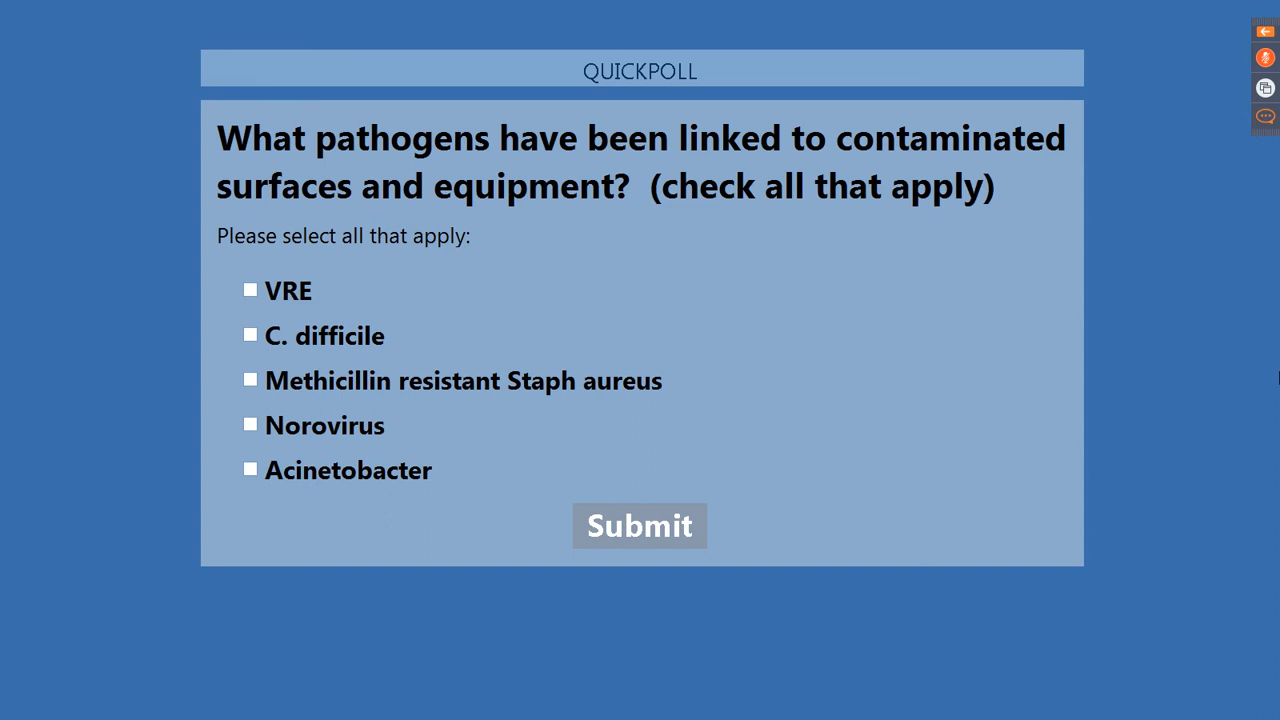 QUICKPOLL
What pathogens have been linked to contaminated
surfaces and equipment?  (check all that apply)
Please select all that apply:
VRE
C. difficile
Methicillin resistant Staph aureus
Norovirus
Acinetobacter
Submit